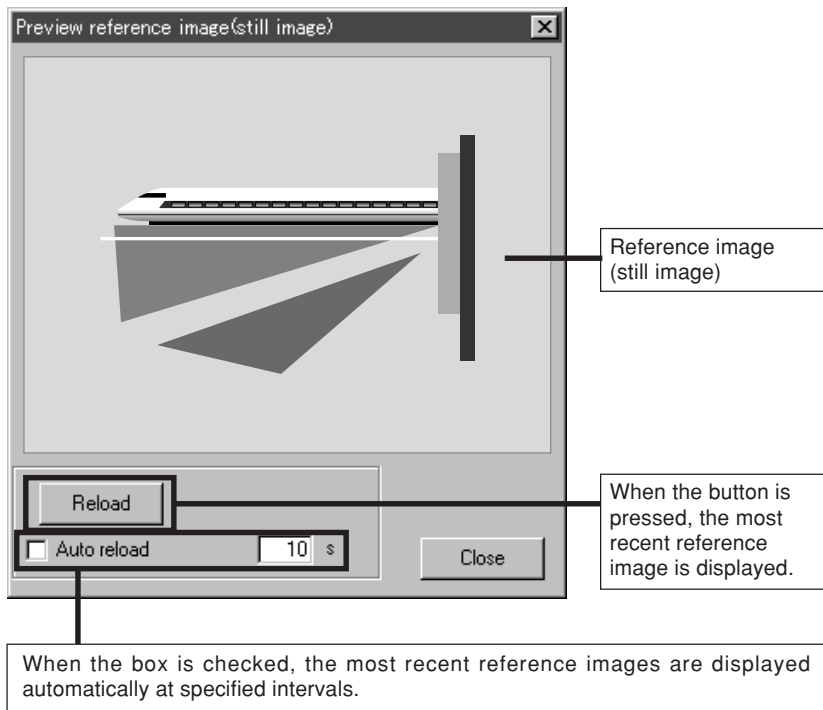 Preview reference image(still image)
Reference image
(still image)
Reload
Auto reload 10 s
Close
When the button is
pressed, the most
recent reference
image is displayed.
When the box is checked, the most recent reference images are displayed
automatically at specified intervals.